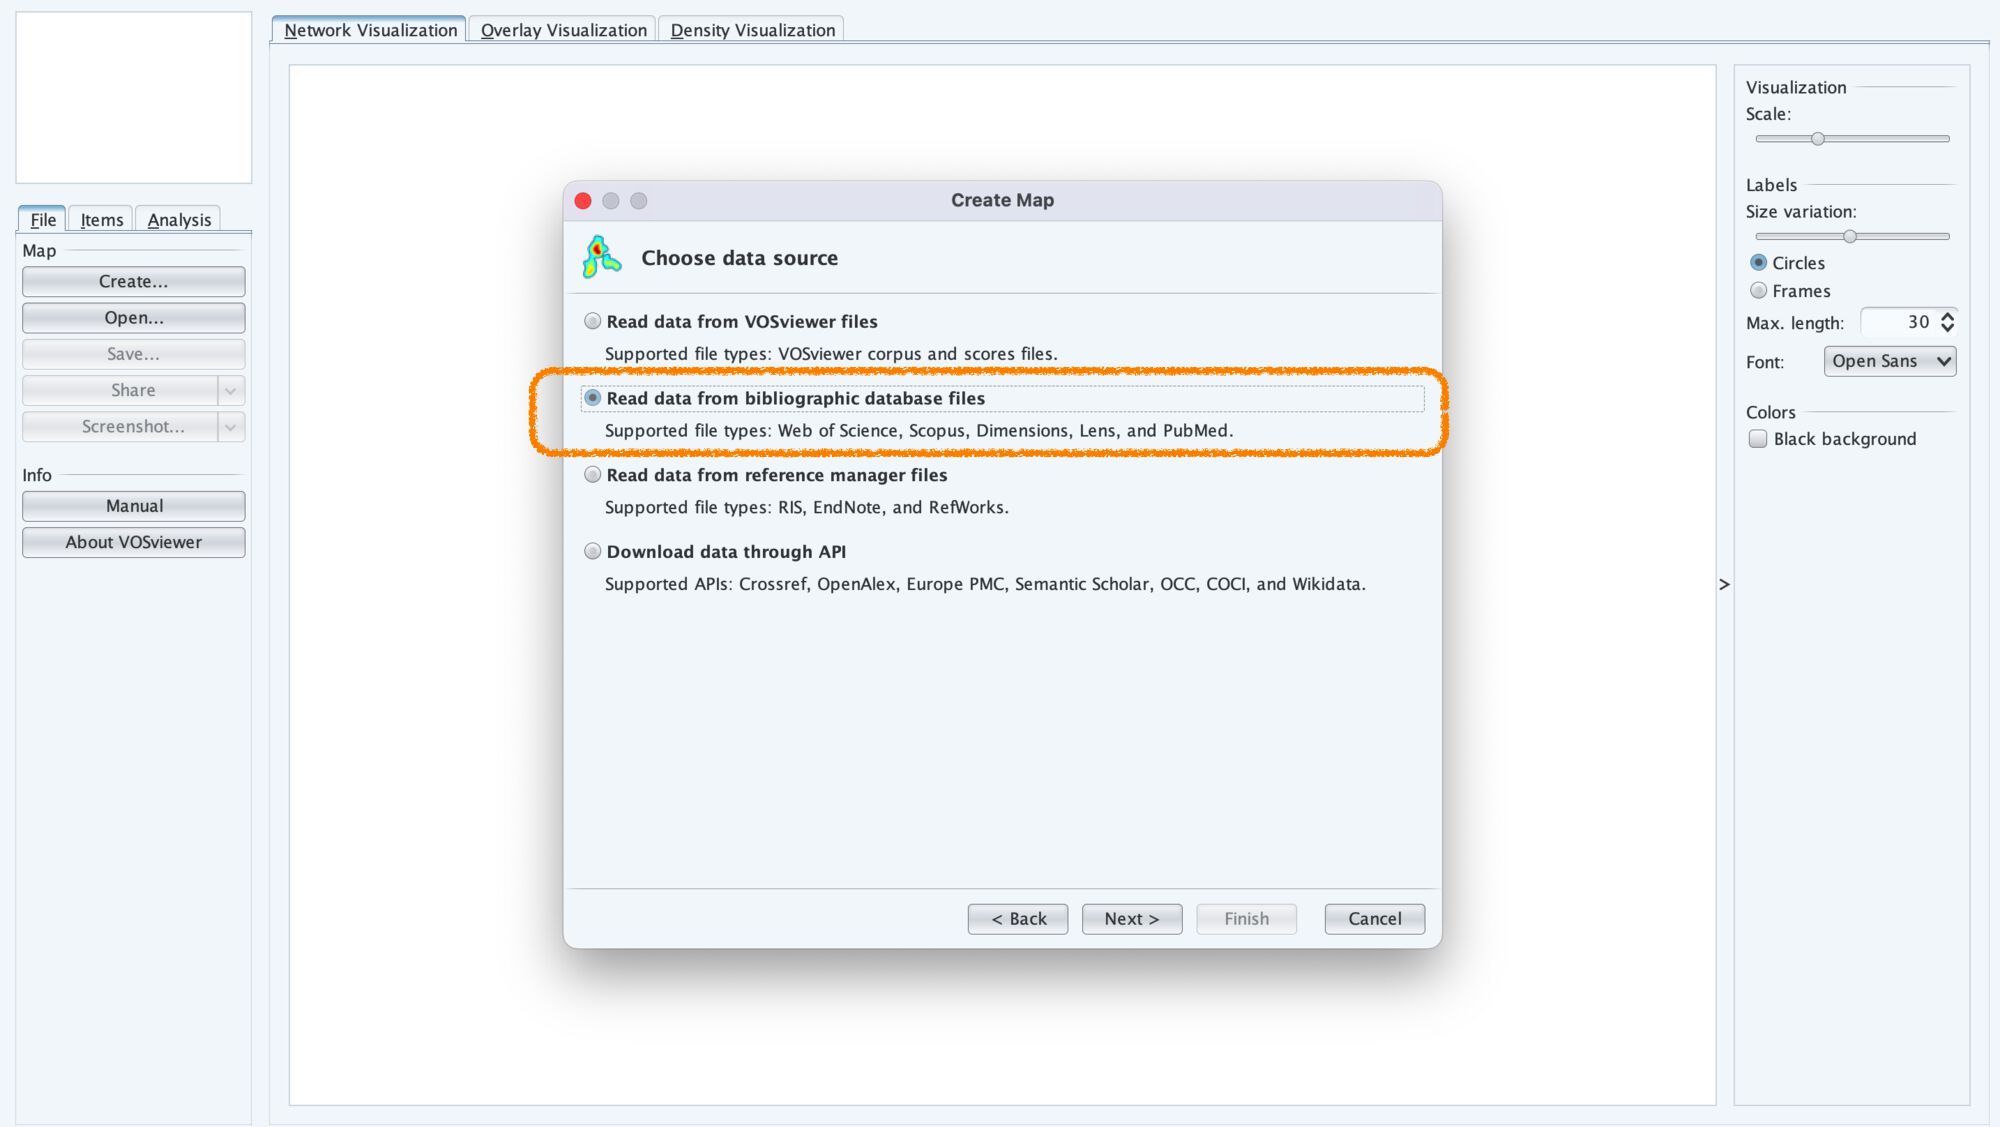 Network Visualization
Overlay Visualization
Density Visualization
File
Items
Analysis
Map
Create...
Open...
Save...
Share
Screenshot...
Info
Manual
About VOSviewer
Create Map
Choose data source
Read data from VOSviewer files
Supported file types: VOSviewer corpus and scores files.
Read data from bibliographic database files
Supported file types: Web of Science, Scopus, Dimensions, Lens, and PubMed.
Read data from reference manager files
Supported file types: RIS, EndNote, and RefWorks.
Download data through API
Supported APIs: Crossref, OpenAlex, Europe PMC, Semantic Scholar, OCC, COCI, and Wikidata.
< Back
Next >
Finish
Cancel
>
Visualization
Scale:
Labels
Size variation:
Circles
Frames
Max. length: 30
Font: Open Sans
Colors
Black background